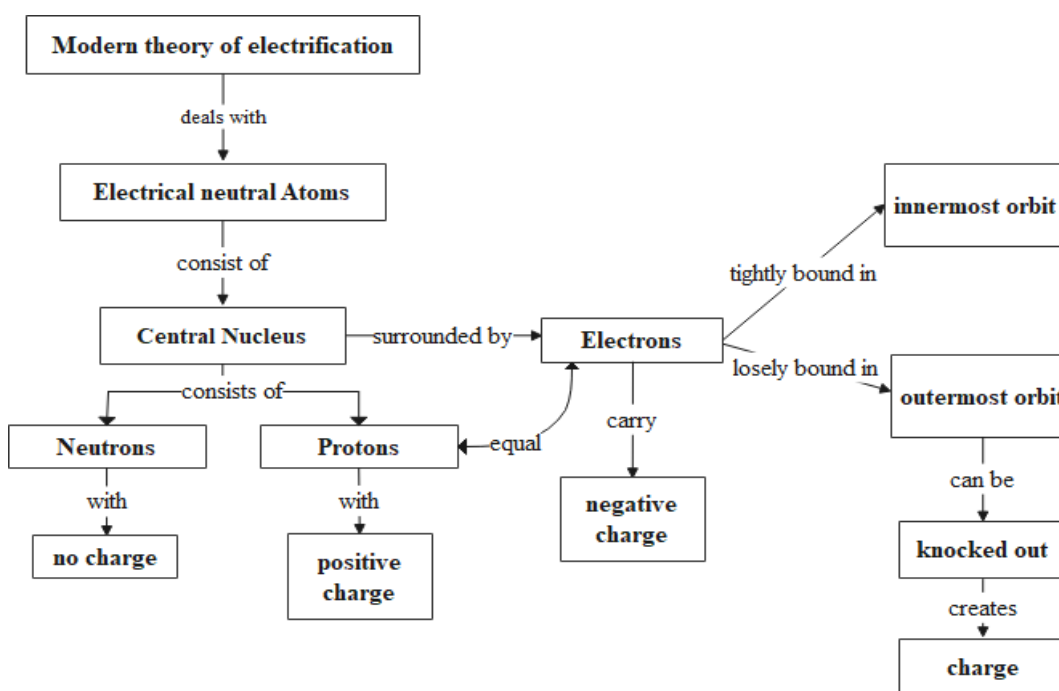 Modern theory of electrification
deals with
Electrical neutral Atoms
consist of
Central Nucleus
surrounded by
Electrons
tightly bound in
innermost orbit
losely bound in
outermost orbit
consists of
Neutrons
Protons
equal
carry
can be
with
with
negative
charge
knocked out
no charge
positive
charge
creates
charge